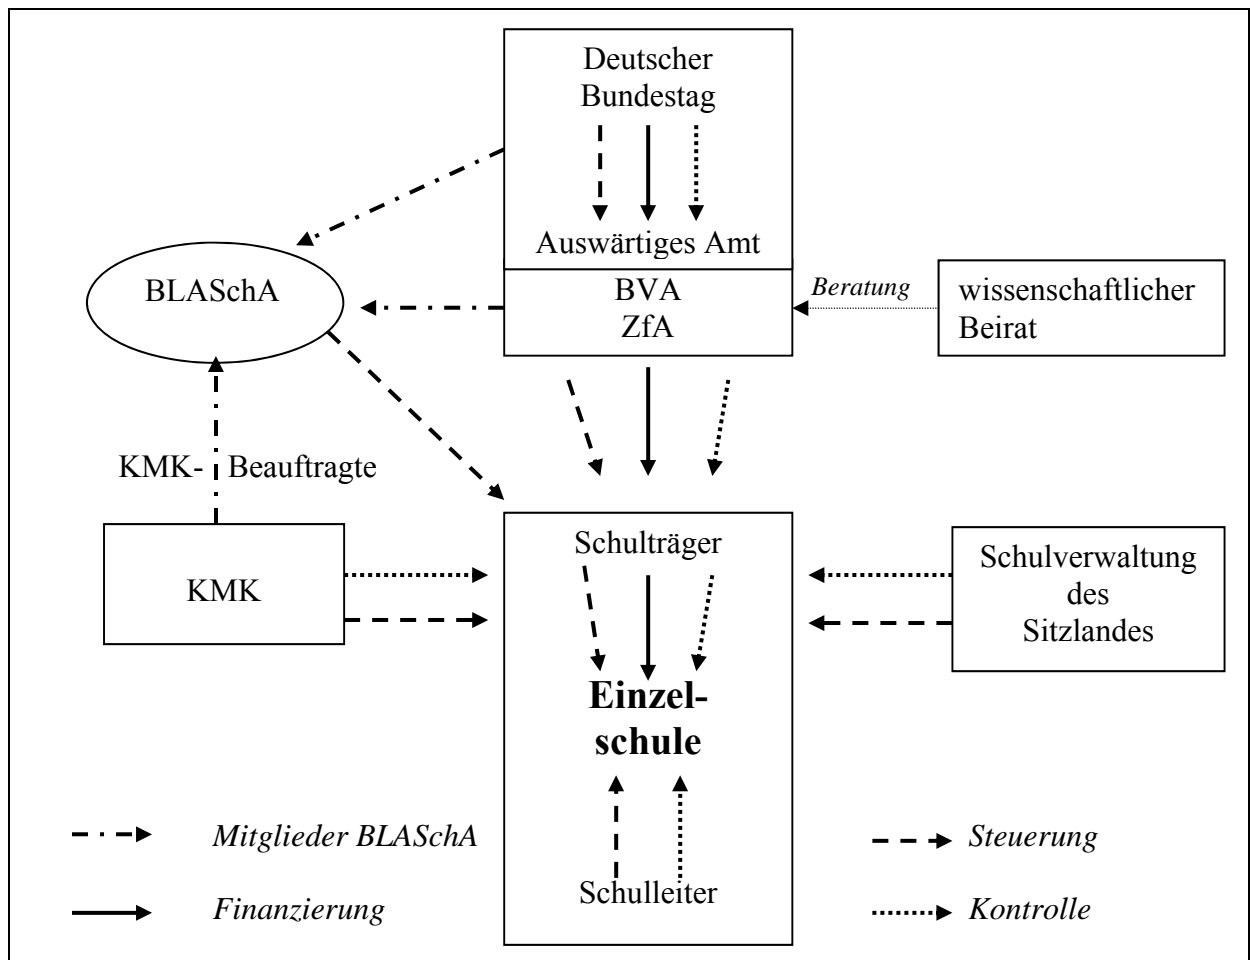 Deutscher
Bundestag
Auswärtiges Amt
BLASchA
BVA
ZfA
Beratung
wissenschaftlicher
Beirat
KMK- Beauftragte
KMK
Schulträger
Schulverwaltung
des
Sitzlandes
Einzel-
schule
Schulleiter
Mitglieder BLASchA
Finanzierung
Steuerung
Kontrolle